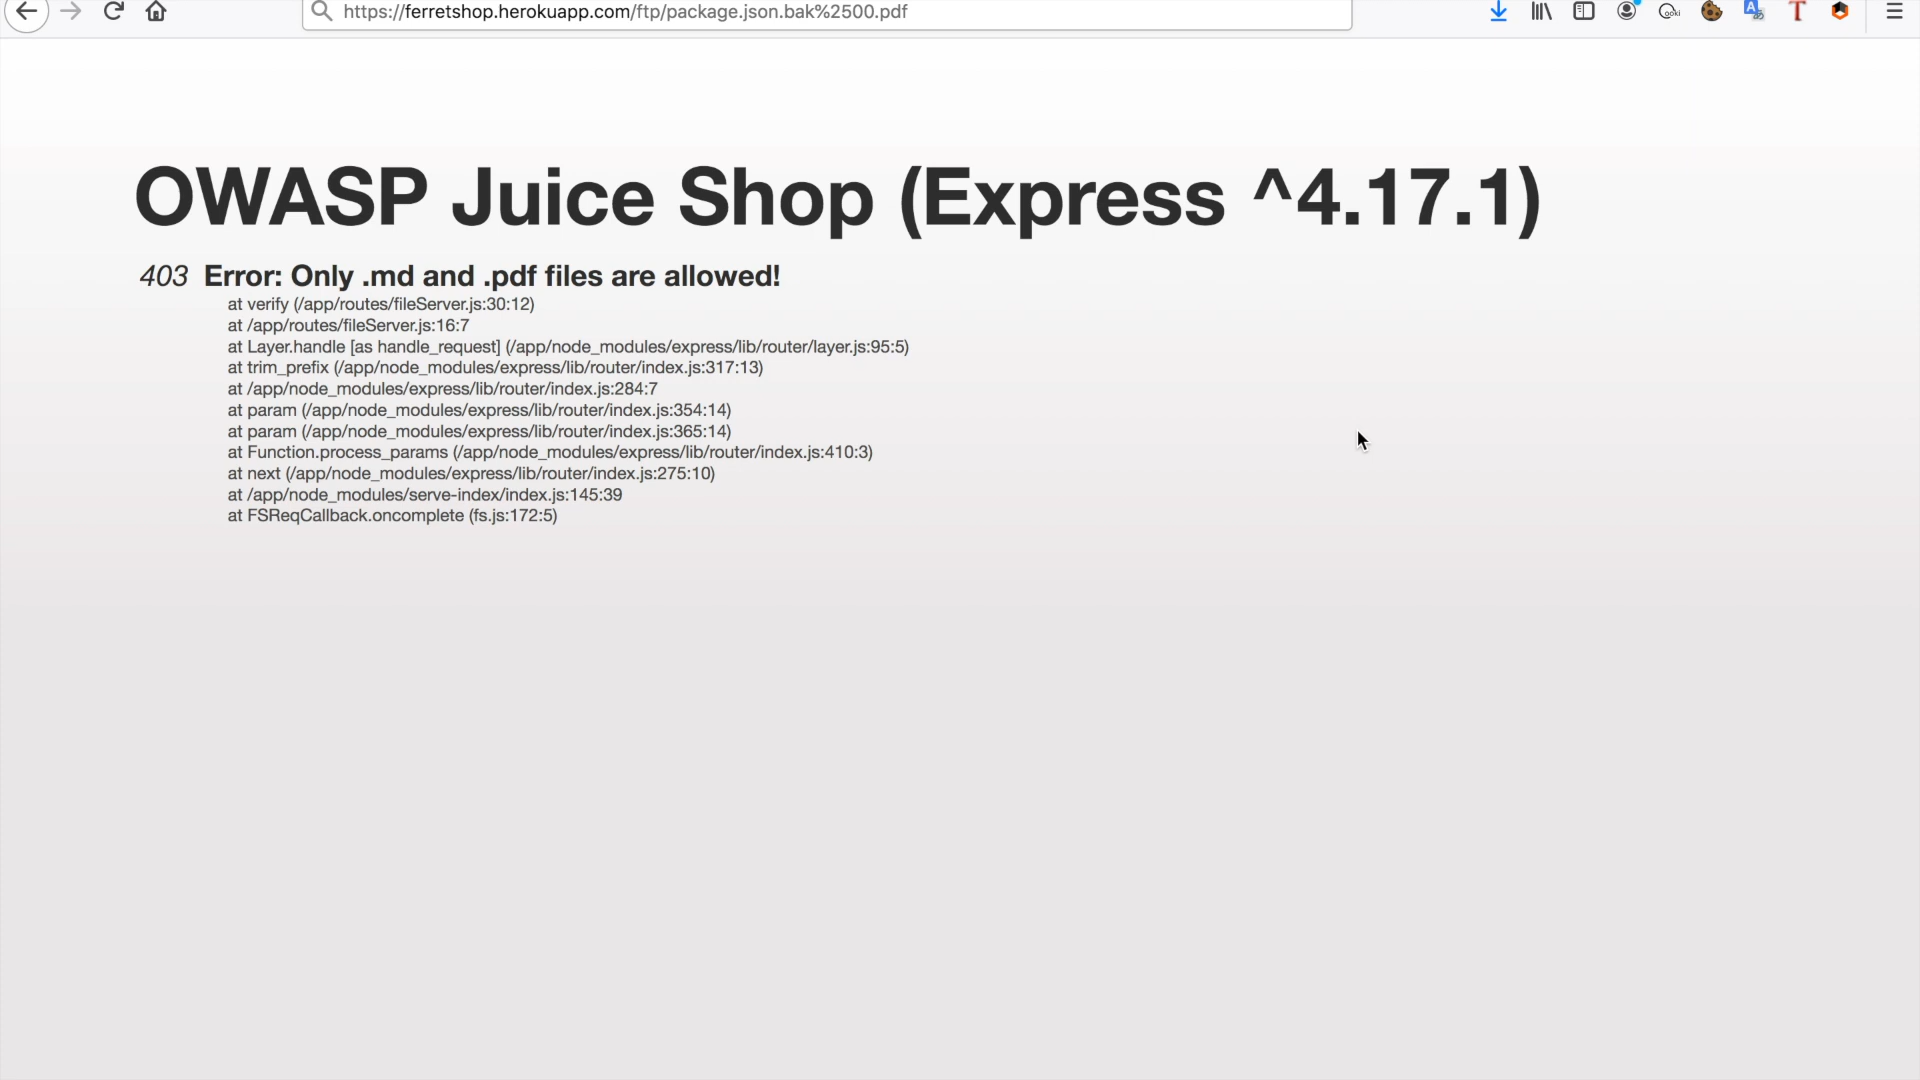 https://ferretshop.herokuapp.com/ftp/package.json.bak%2500.pdf
OWASP Juice Shop (Express ^4.17.1)
403 Error: Only .md and .pdf files are allowed!
at verify (/app/routes/fileServer.js:30:12)
at /app/routes/fileServer.js:16:7
at Layer.handle [as handle_request] (/app/node_modules/express/lib/router/layer.js:95:5)
at trim_prefix (/app/node_modules/express/lib/router/index.js:317:13)
at /app/node_modules/express/lib/router/index.js:284:7
at param (/app/node_modules/express/lib/router/index.js:354:14)
at param (/app/node_modules/express/lib/router/index.js:365:14)
at Function.process_params (/app/node_modules/express/lib/router/index.js:410:3)
at next (/app/node_modules/express/lib/router/index.js:275:10)
at /app/node_modules/serve-index/index.js:145:39
at FSReqCallback.oncomplete (fs.js:172:5)